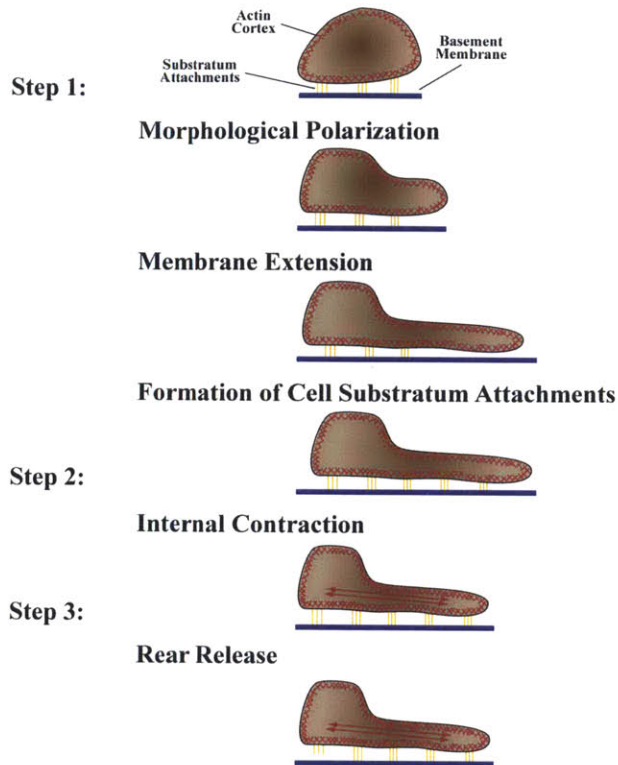 Actin
Cortex
Substratum
Attachments
Basement
Membrane
Step 1:
Morphological Polarization
Membrane Extension
Formation of Cell Substratum Attachments
Step 2:
Internal Contraction
Step 3:
Rear Release